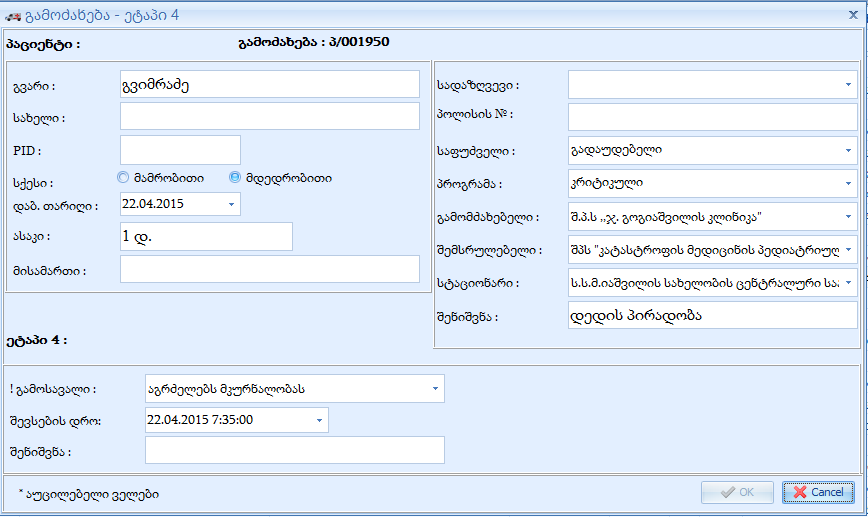 გამოძახება - ეტაპი 4
პაციენტი :
გამოძახება : პ/001950
გვარი :
გვიმრაძე
სახელი :
PID :
სქესი :
მამრობითი
მდედრობითი
დაბ. თარიღი :
22.04.2015
ასაკი :
1 დ.
მისამართი :
სადაზღვევი :
პოლისის № :
საფუძველი :
გადაუდებელი
პროგრამა :
კრიტიკული
გამომძახებელი :
შ.პ.ს ,,ჯ. გოგიაშვილის კლინიკა"
შემსრულებელი :
შპს "კატასტროფის მედიცინის პედიატრიულ
სტაციონარი :
ს.ს.მ.იაშვილის სახელობის ცენტრალური საა
შენიშვნა :
დედის პირადობა
ეტაპი 4 :
! გამოსავალი :
აგრძელებს მკურნალობას
შევსების დრო:
22.04.2015 7:35:00
შენიშვნა :
* აუცილებელი ველები
OK
Cancel